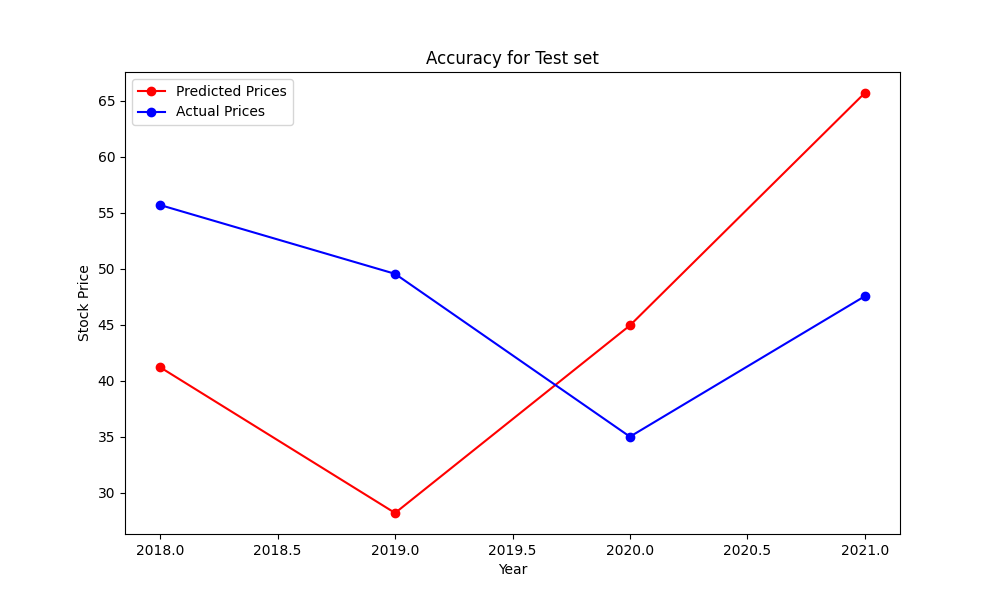 Accuracy for Test set
Predicted Prices
Actual Prices
65
60
55
50
45
40
35
30
Stock Price
2018.0 2018.5 2019.0 2019.5 2020.0 2020.5 2021.0
Year